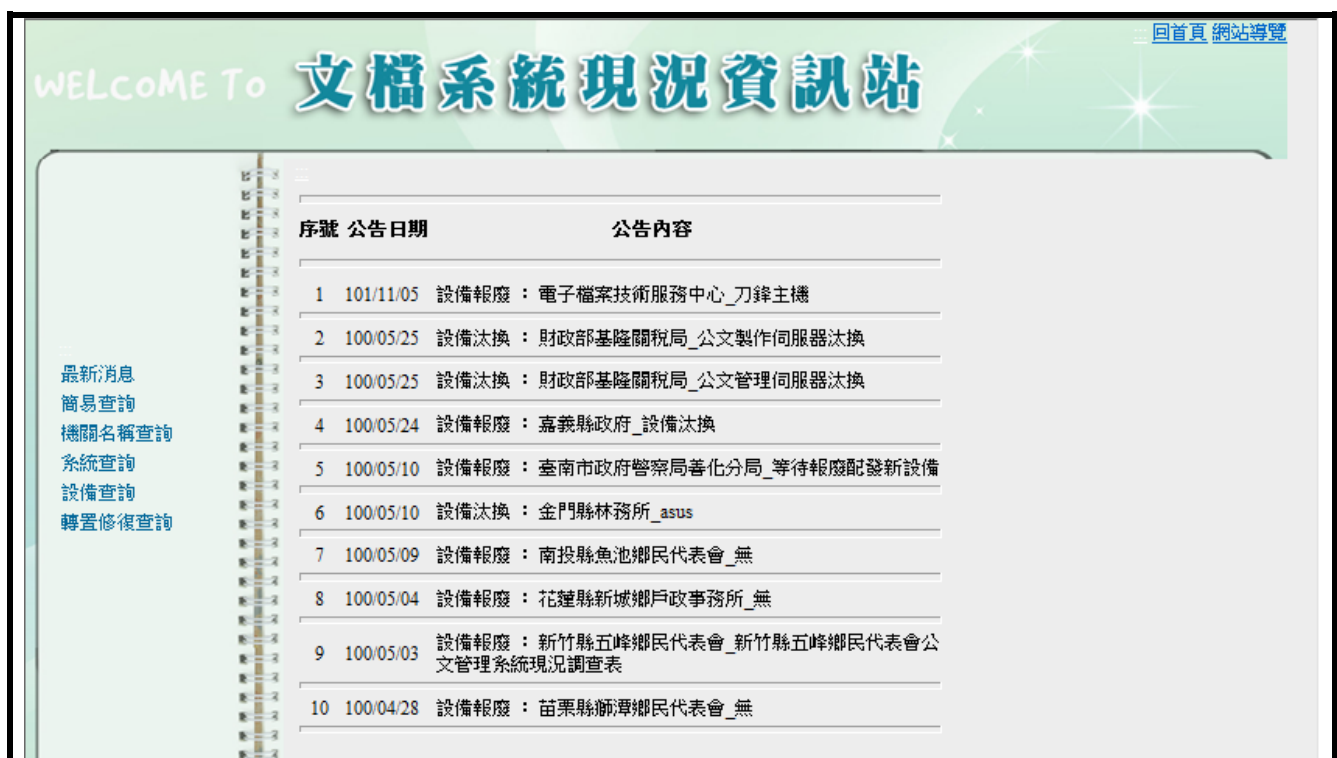 回首頁 網站導覽
WELCOME TO 文檔系統現況資訊站
序號 公告日期 公告內容
1 101/11/05 設備報廢：電子檔案技術服務中心_刀鋒主機
2 100/05/25 設備汰換：財政部基隆關稅局_公文製作伺服器汰換
3 100/05/25 設備汰換：財政部基隆關稅局_公文管理伺服器汰換
4 100/05/24 設備報廢：嘉義縣政府_設備汰換
5 100/05/10 設備報廢：臺南市政府警察局善化分局_等待報廢配發新設備
6 100/05/10 設備汰換：金門縣林務所_asus
7 100/05/09 設備報廢：南投縣魚池鄉民代表會_無
8 100/05/04 設備報廢：花蓮縣新城鄉戶政事務所_無
9 100/05/03 設備報廢：新竹縣五峰鄉民代表會_新竹縣五峰鄉民代表會公
文管理系統現況調查表
10 100/04/28 設備報廢：苗栗縣獅潭鄉民代表會_無
最新消息
簡易查詢
機關名稱查詢
系統查詢
設備查詢
轉置修復查詢